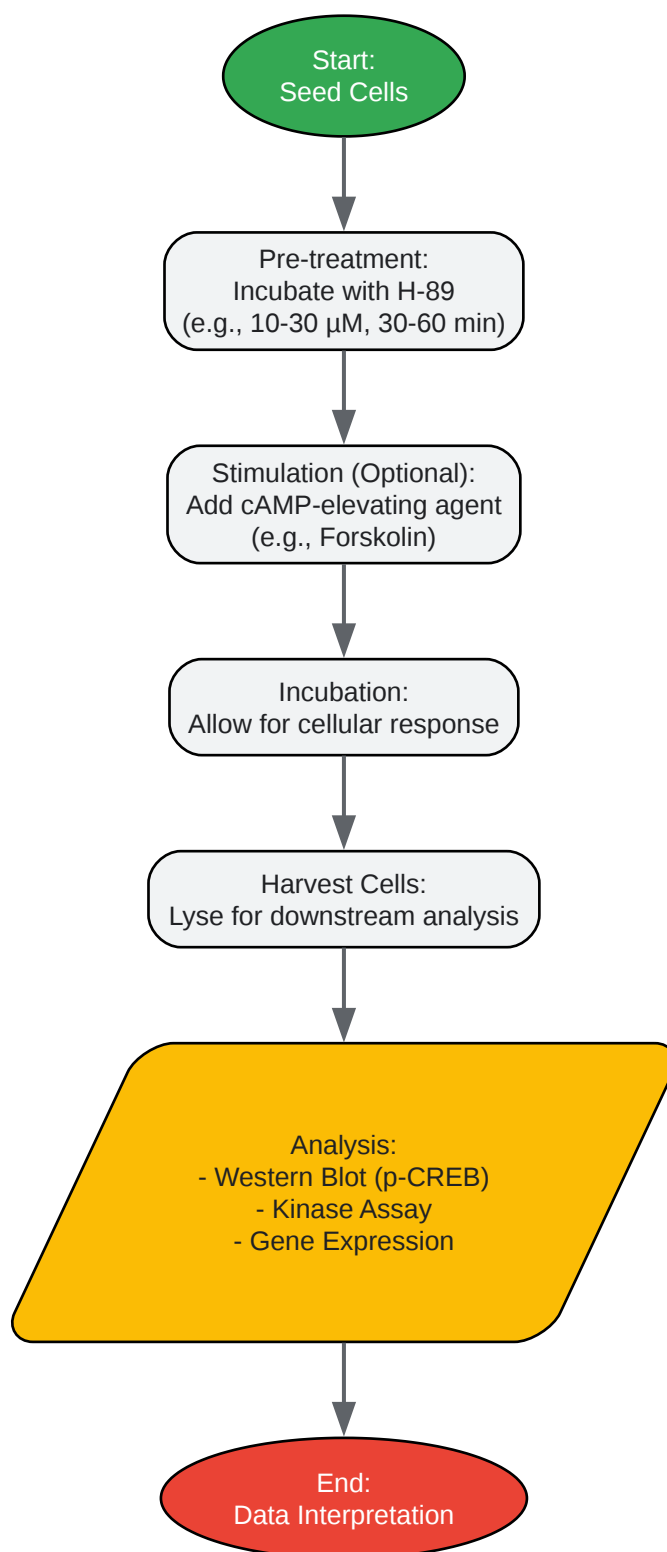 Start:
Seed Cells
Pre-treatment:
Incubate with H-89
(e.g., 10-30 µM, 30-60 min)
Stimulation (Optional):
Add cAMP-elevating agent
(e.g., Forskolin)
Incubation:
Allow for cellular response
Harvest Cells:
Lyse for downstream analysis
Analysis:
- Western Blot (p-CREB)
- Kinase Assay
- Gene Expression
End:
Data Interpretation